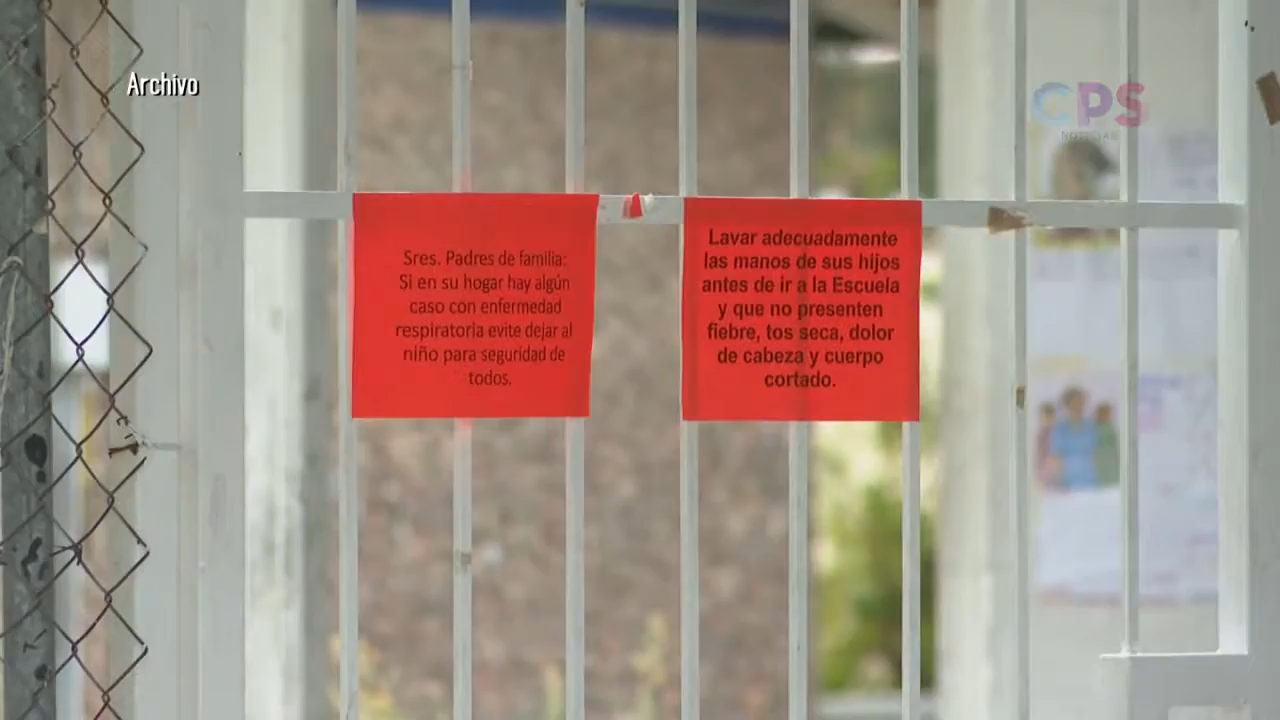 Archivo
CPS
NOTICIAS
Sres. Padres de familia:
Si en su hogar hay algún
caso con enfermedad
respiratoria evite dejar al
niño para seguridad de
todos.
Lavar adecuadamente
las manos de sus hijos
antes de ir a la Escuela
y que no presenten
fiebre, tos seca, dolor
de cabeza y cuerpo
cortado.